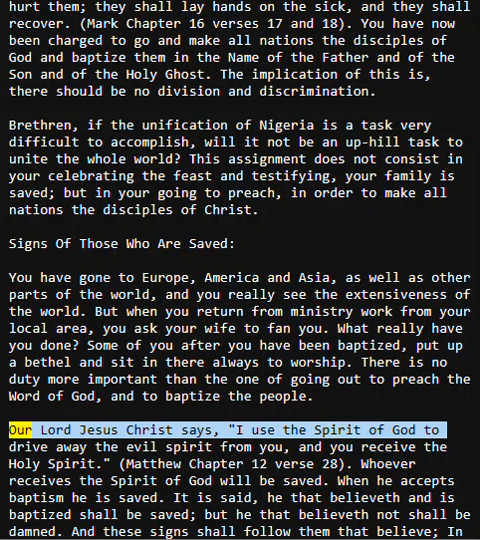 hurt them; they shall lay hands on the sick, and they shall
recover. (Mark Chapter 16 verses 17 and 18). You have now
been charged to go and make all nations the disciples of
God and baptize them in the Name of the Father and of the
Son and of the Holy Ghost. The implication of this is,
there should be no division and discrimination.
Brethren, if the unification of Nigeria is a task very
difficult to accomplish, will it not be an up-hill task to
unite the whole world? This assignment does not consist in
your celebrating the feast and testifying, your family is
saved; but in your going to preach, in order to make all
nations the disciples of Christ.
Signs Of Those Who Are Saved:
You have gone to Europe, America and Asia, as well as other
parts of the world, and you really see the extensiveness of
the world. But when you return from ministry work from your
local area, you ask your wife to fan you. What really have
you done? Some of you after you have been baptized, put up
a bethel and sit in there always to worship. There is no
duty more important than the one of going out to preach the
Word of God, and to baptize the people.
Our Lord Jesus Christ says, "I use the Spirit of God to
drive away the evil spirit from you, and you receive the
Holy Spirit." (Matthew Chapter 12 verse 28). Whoever
receives the Spirit of God will be saved. When he accepts
baptism he is saved. It is said, he that believeth and is
baptized shall be saved; but he that believeth not shall be
damned. And these signs shall follow them that believe; In